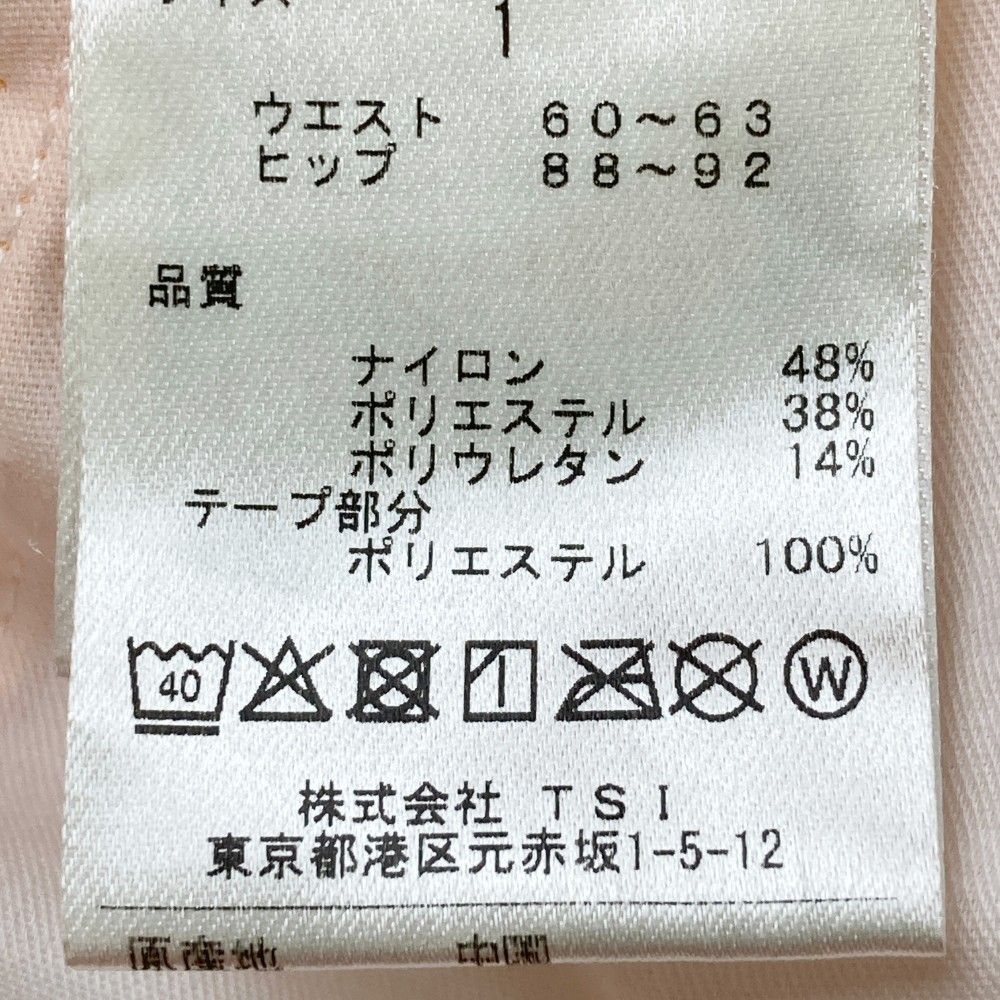 1
ウエスト 60～63
ヒップ 88～92
品質
ナイロン 48%
ポリエステル 38%
ポリウレタン 14%
テープ部分
ポリエステル 100%
40
W
株式会社 TSI
東京都港区元赤坂1-5-12